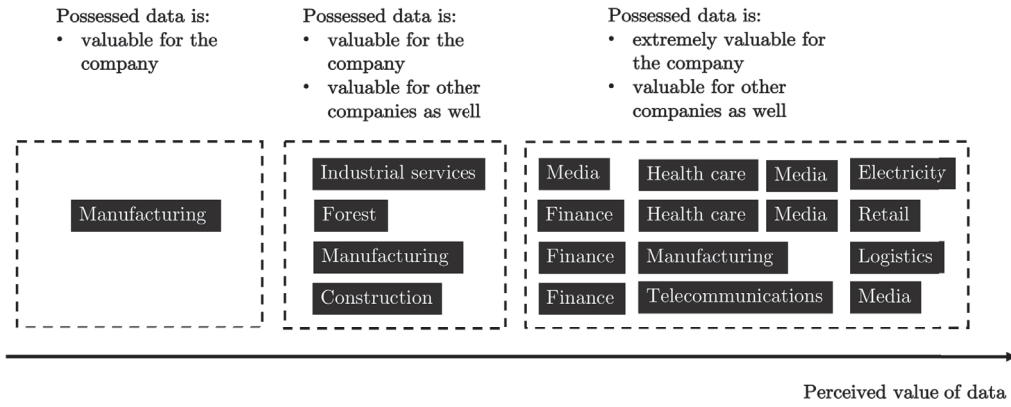 Possessed data is:
• valuable for the
company
Possessed data is:
• valuable for the
company
• valuable for other
companies as well
Possessed data is:
• extremely valuable for
the company
• valuable for other
companies as well
Manufacturing
Industrial services
Forest
Manufacturing
Construction
Media
Health care
Media
Electricity
Finance
Health care
Media
Retail
Finance
Manufacturing
Logistics
Finance
Telecommunications
Media
Perceived value of data